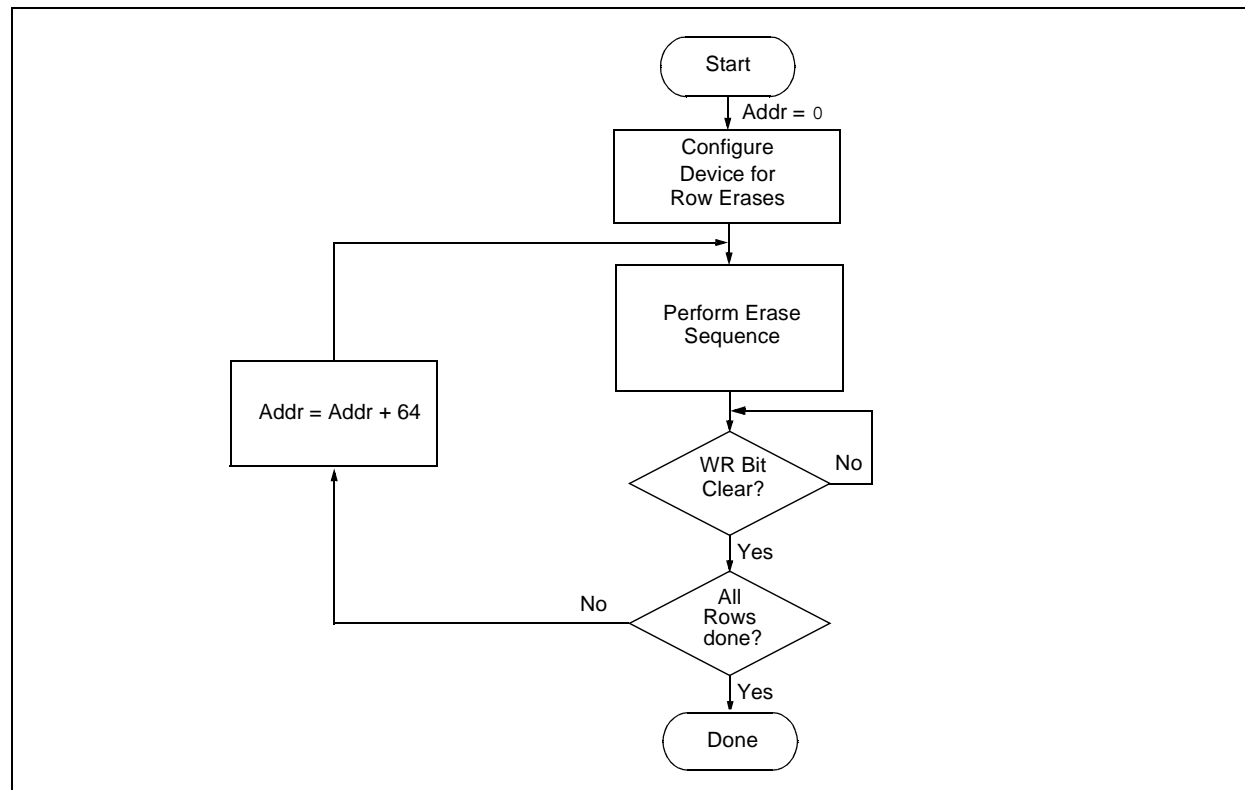 Start
Addr = 0
Configure
Device for
Row Erases
Perform Erase
Sequence
Addr = Addr + 64
WR Bit
Clear?
No
Yes
All
Rows
done?
No
Yes
Done